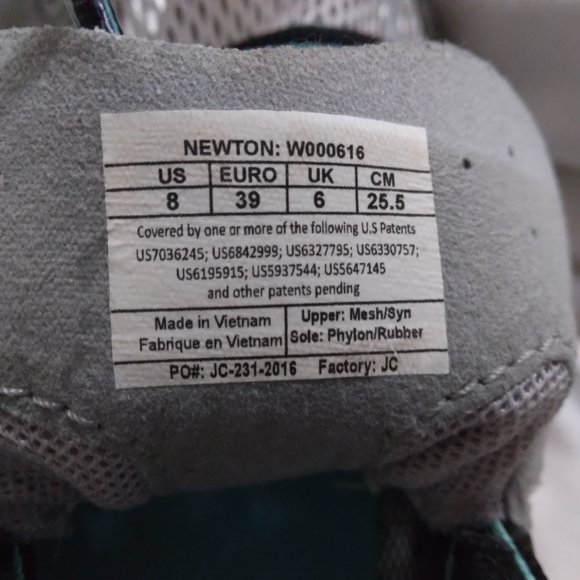 NEWTON: W000616
US EURO UK CM
8 39 6 25.5
Covered by one or more of the following U.S Patents
US7036245; US6842999; US6327795; US6330757;
US6195915; US5937544; US5647145
and other patents pending
Made in Vietnam Upper: Mesh/Syn
Fabrique en Vietnam Sole: Phylon/Rubber
PO#: JC-231-2016 Factory: JC